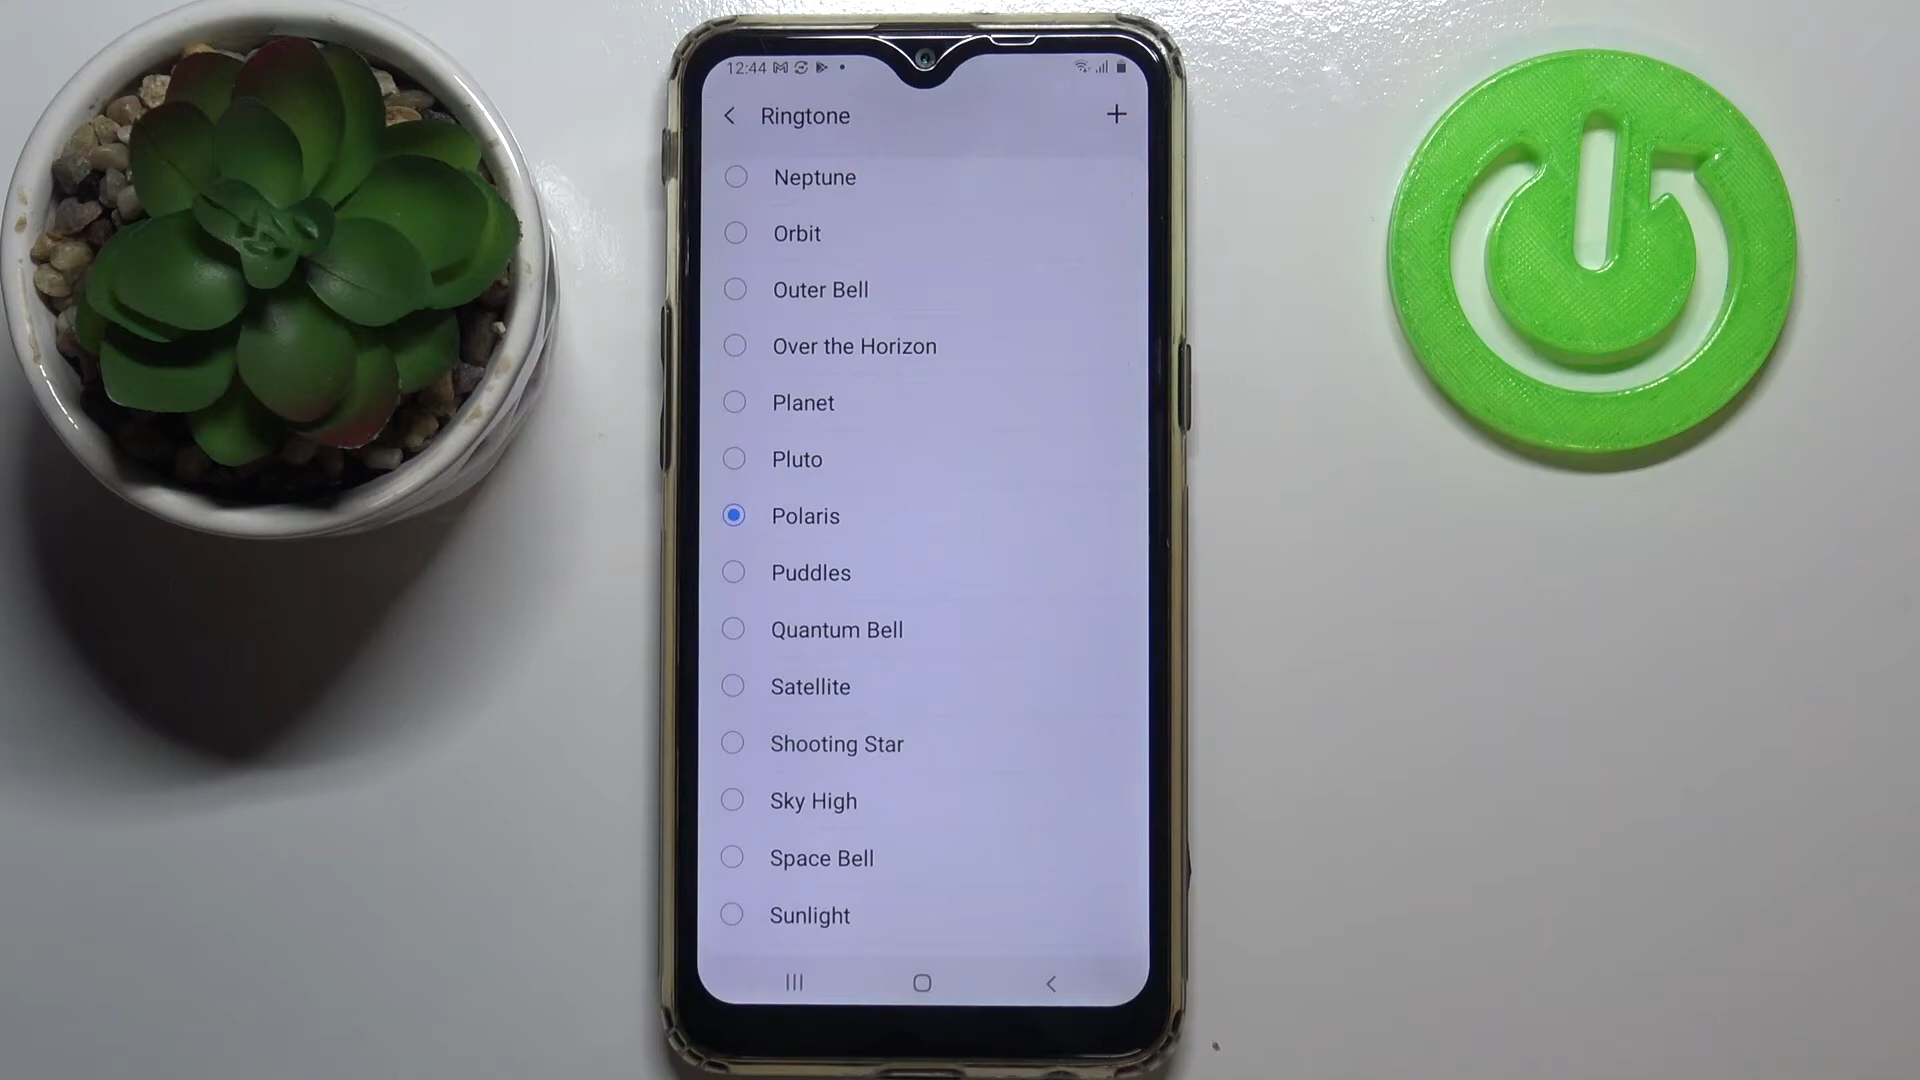 12:44
Ringtone
Neptune
Orbit
Outer Bell
Over the Horizon
Planet
Pluto
Polaris
Puddles
Quantum Bell
Satellite
Shooting Star
Sky High
Space Bell
Sunlight